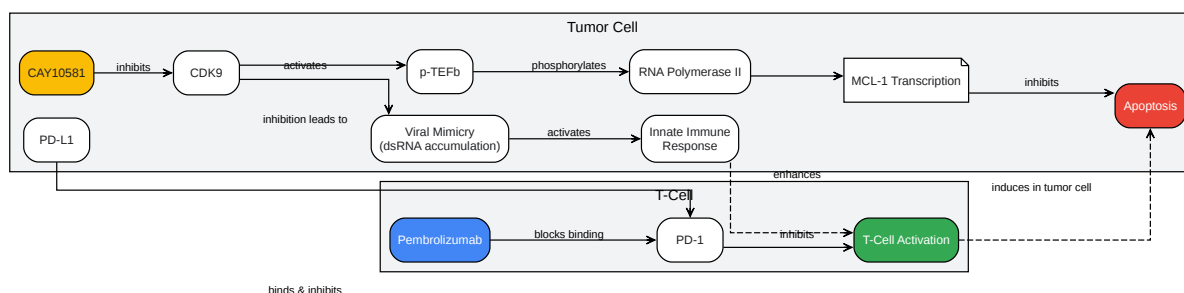 Tumor Cell
CAY10581
inhibits
CDK9
activates
p-TEFb
phosphorylates
RNA Polymerase II
MCL-1 Transcription
inhibits
Apoptosis
PD-L1
inhibition leads to
Viral Mimicry
(dsRNA accumulation)
activates
Innate Immune
Response
enhances
induces in tumor cell
T-Cell
Pembrolizumab
blocks binding
PD-1
inhibits
T-Cell Activation
binds & inhibits